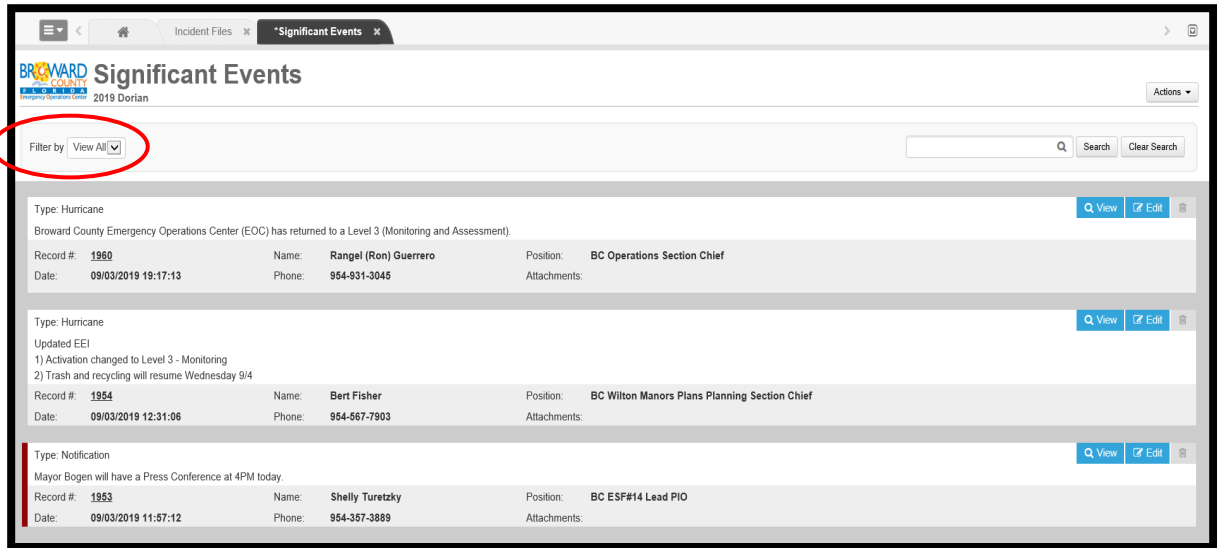 Incident Files × *Significant Events ×
BROWARD COUNTY FLORIDA Emergency Operations Center
Significant Events
2019 Dorian
Actions
Filter by View All Search Clear Search
Type: Hurricane View Edit
Broward County Emergency Operations Center (EOC) has returned to a Level 3 (Monitoring and Assessment).
Record #: 1960 Name: Rangel (Ron) Guerrero Position: BC Operations Section Chief
Date: 09/03/2019 19:17:13 Phone: 954-931-3045 Attachments:
Type: Hurricane View Edit
Updated EEI
1) Activation changed to Level 3 - Monitoring
2) Trash and recycling will resume Wednesday 9/4
Record #: 1954 Name: Bert Fisher Position: BC Wilton Manors Plans Planning Section Chief
Date: 09/03/2019 12:31:06 Phone: 954-567-7903 Attachments:
Type: Notification View Edit
Mayor Bogen will have a Press Conference at 4PM today.
Record #: 1953 Name: Shelly Turetzky Position: BC ESF#14 Lead PIO
Date: 09/03/2019 11:57:12 Phone: 954-357-3889 Attachments: